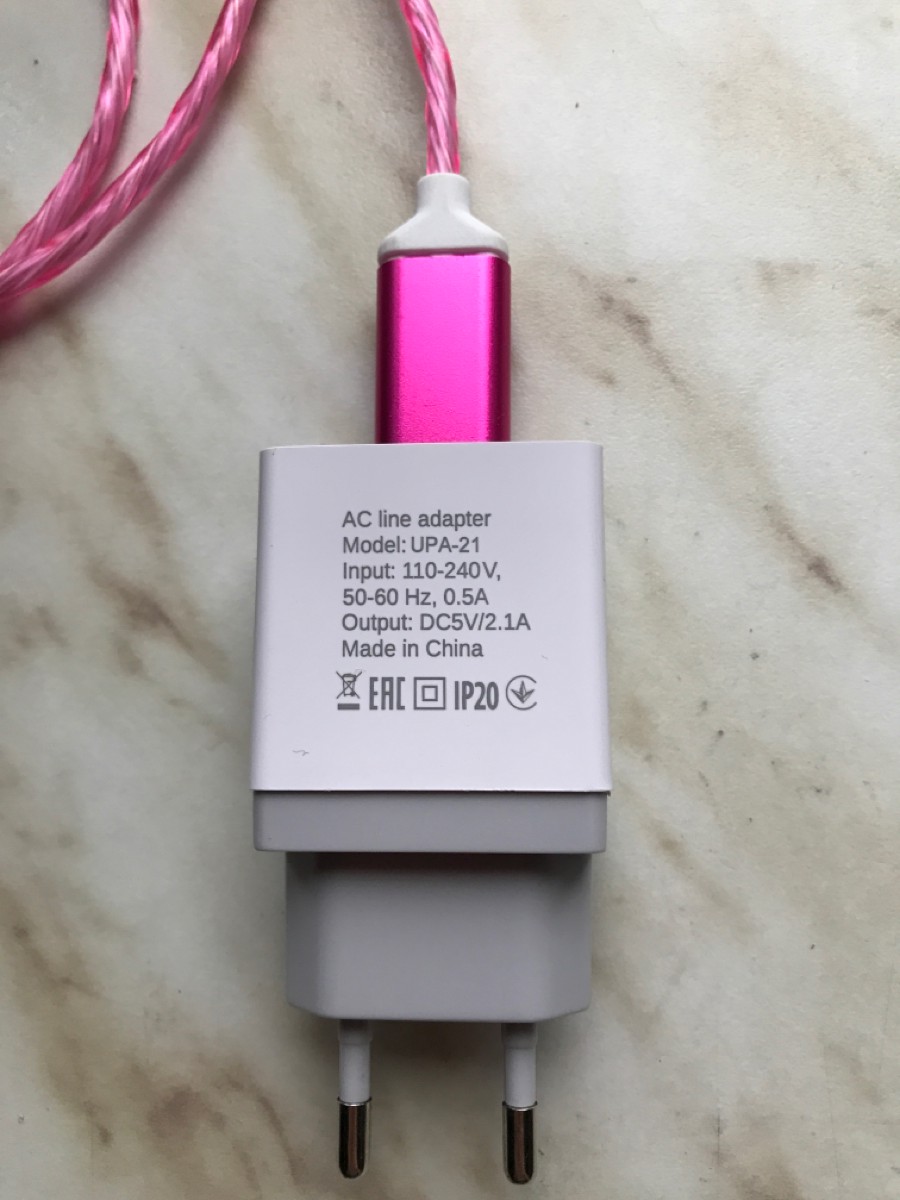 AC line adapter
Model: UPA-21
Input: 110-240V,
50-60 Hz, 0.5A
Output: DC5V/2.1A
Made in China
EAC IP20